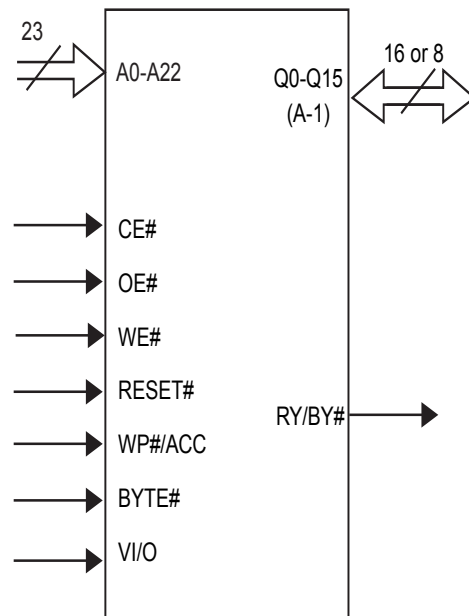 23
A0-A22
16 or 8
Q0-Q15
(A-1)
CE#
OE#
WE#
RESET#
RY/BY#
WP#/ACC
BYTE#
VI/O